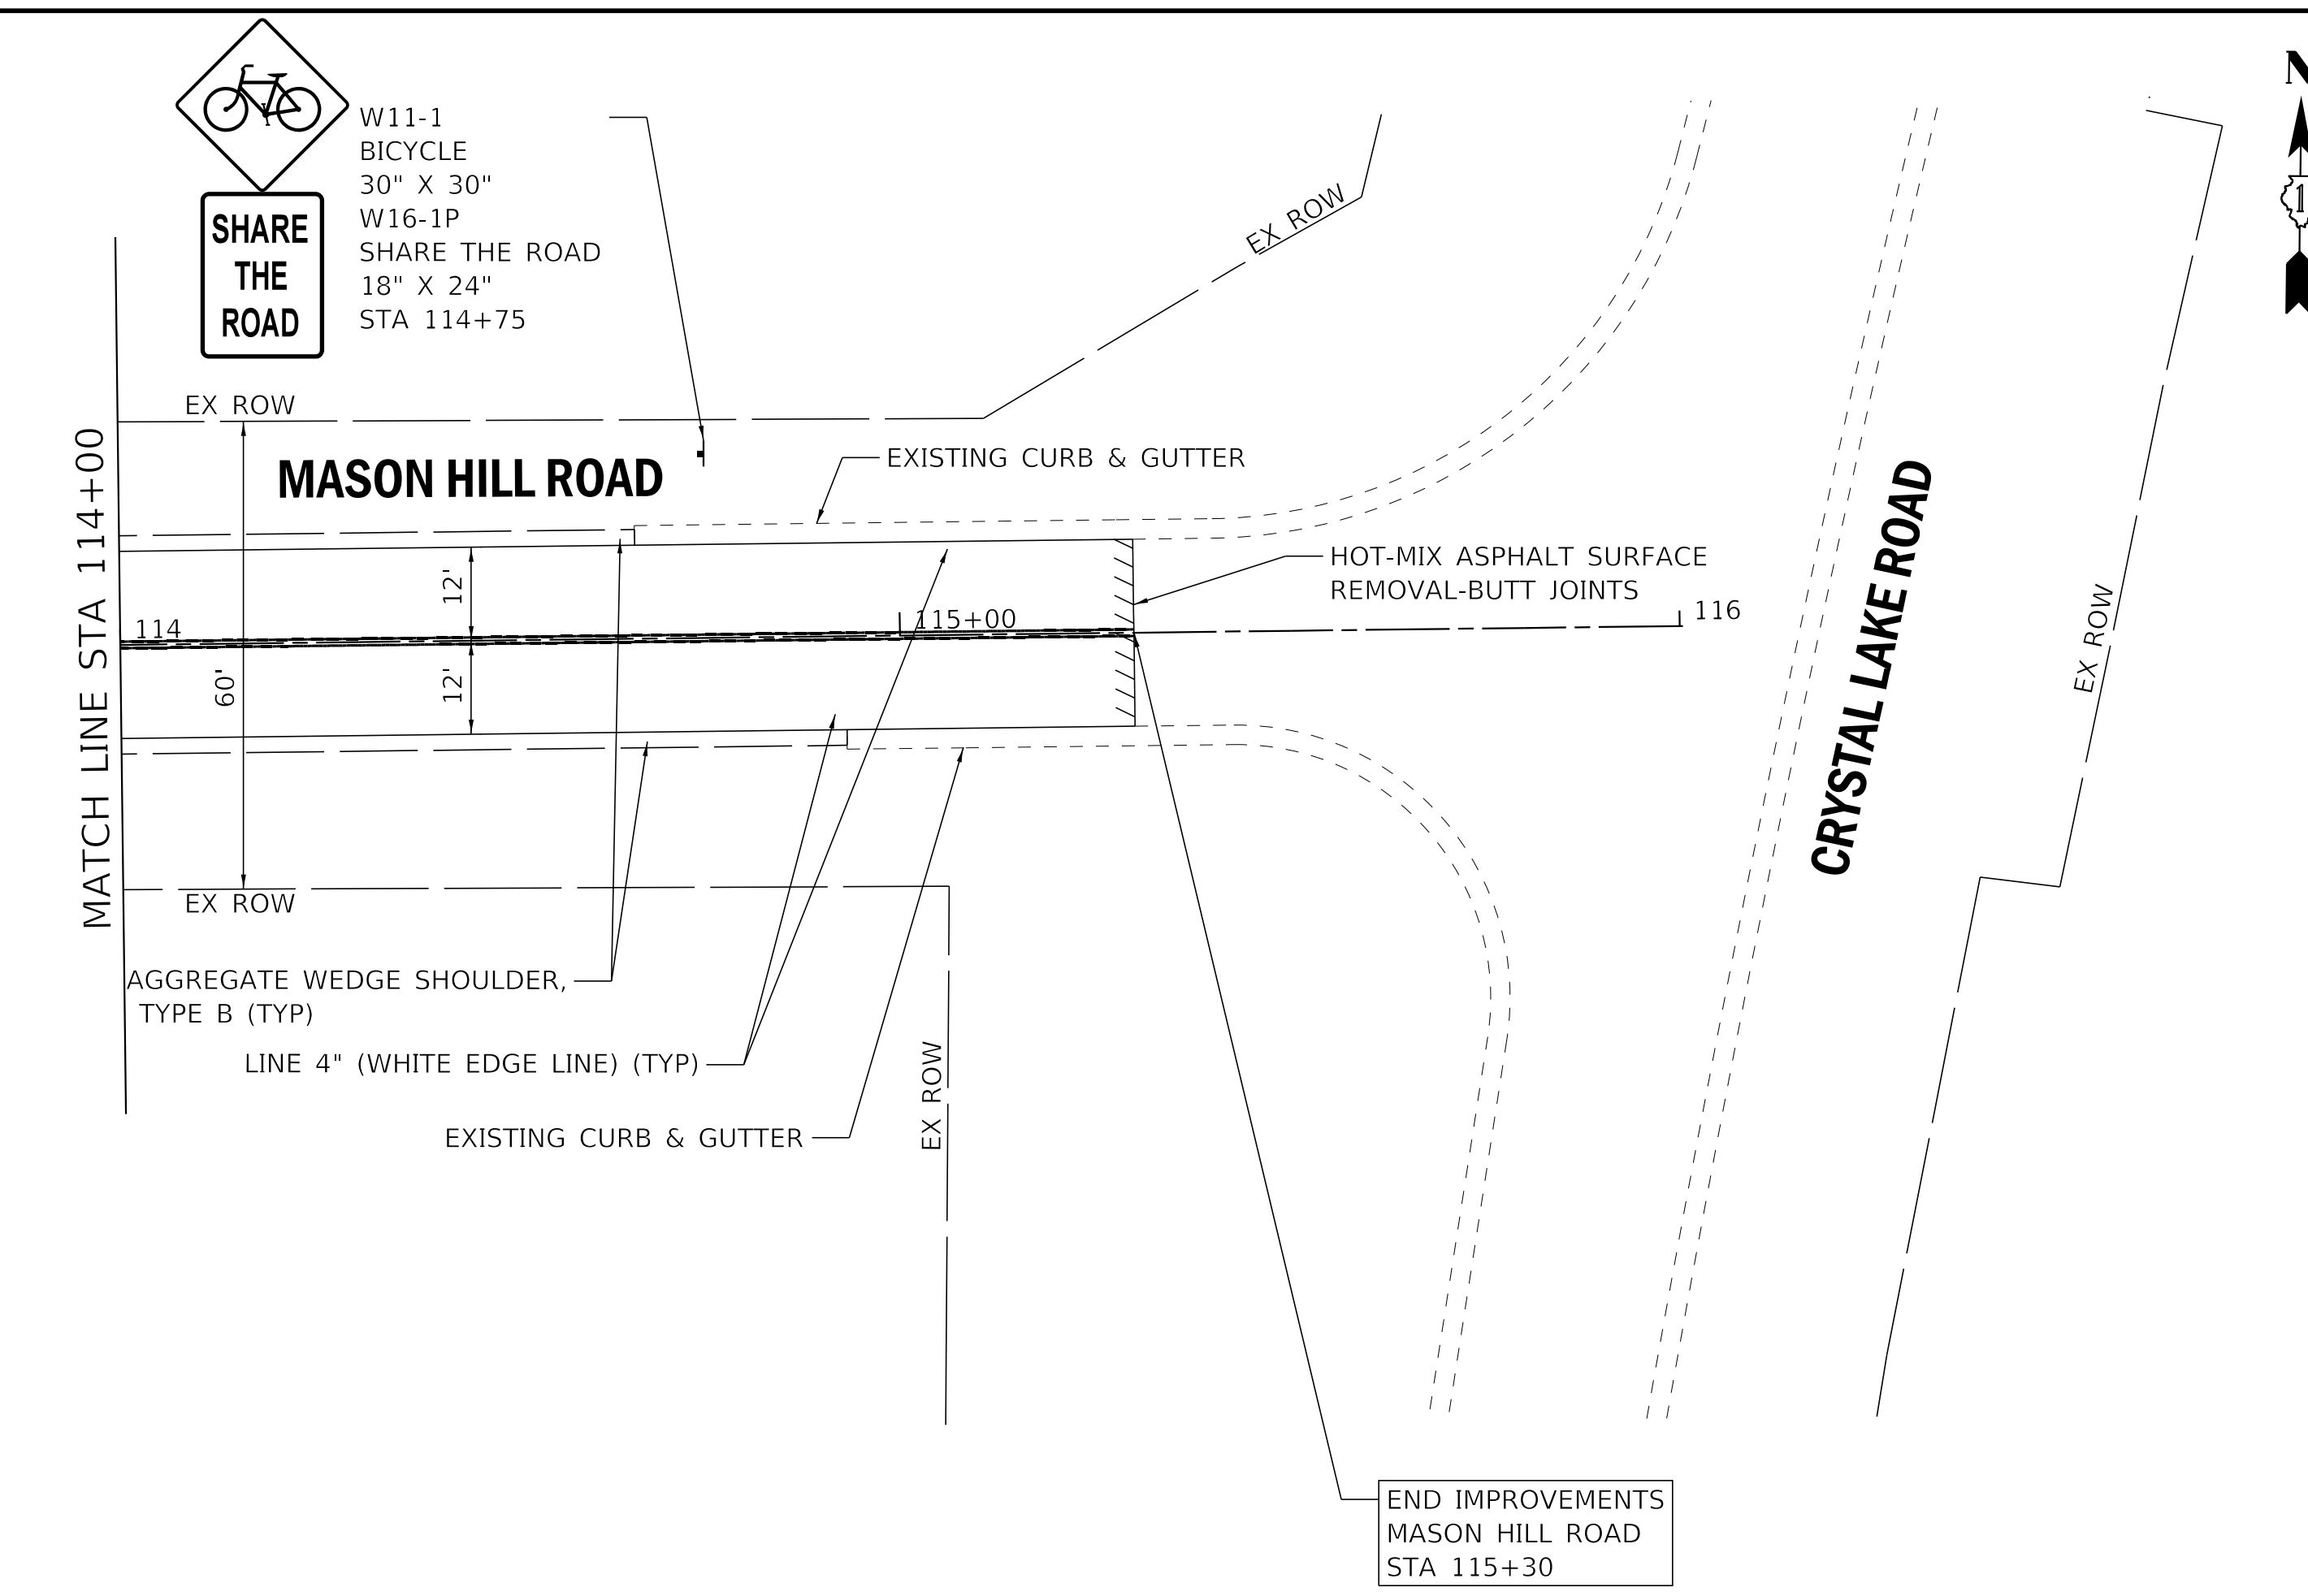 W11-1
BICYCLE
30" X 30"
W16-1P
SHARE THE ROAD
18" X 24"
STA 114+75
SHARE
THE
ROAD
EX ROW
EX ROW
MASON HILL ROAD
EXISTING CURB & GUTTER
MATCH LINE STA 114+00
HOT-MIX ASPHALT SURFACE
REMOVAL-BUTT JOINTS
CRYSTAL LAKE ROAD
EX ROW
12'
114
115+00
116
60'
12'
EX ROW
AGGREGATE WEDGE SHOULDER,
TYPE B (TYP)
LINE 4" (WHITE EDGE LINE) (TYP)
EX ROW
EXISTING CURB & GUTTER
END IMPROVEMENTS
MASON HILL ROAD
STA 115+30